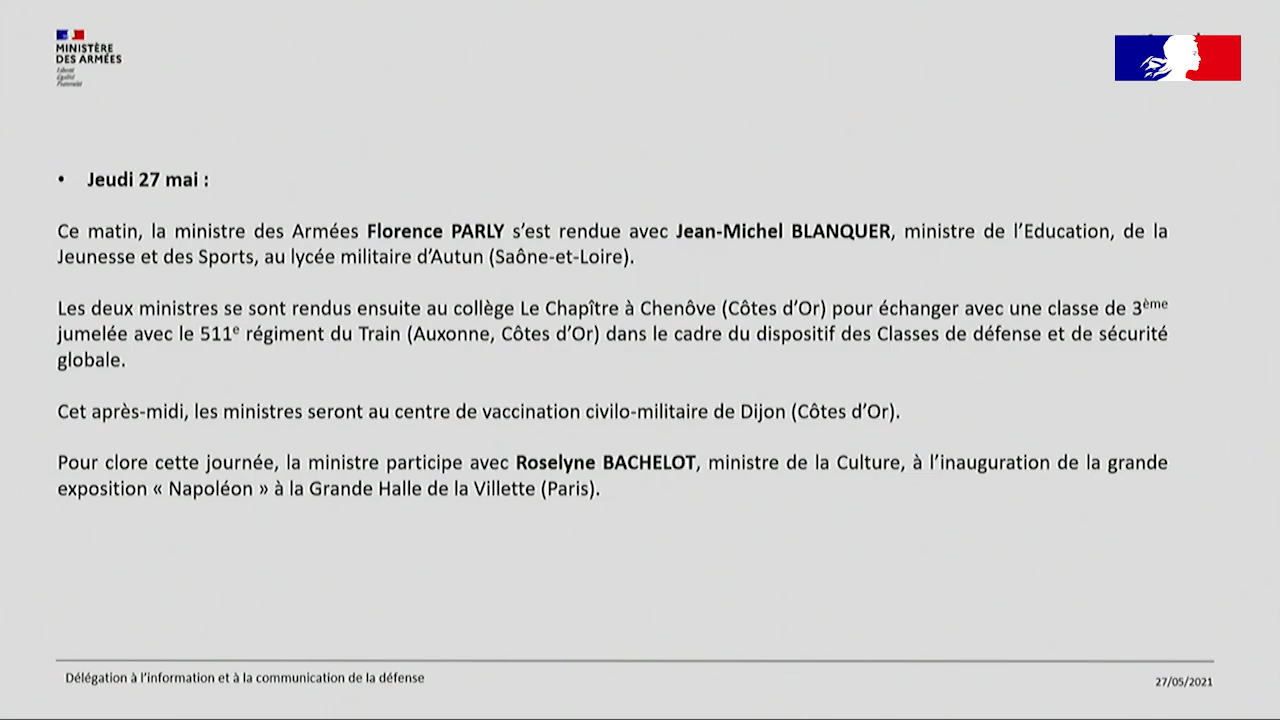 MINISTÈRE
DES ARMÉES
Liberté
Égalité
Fraternité
• Jeudi 27 mai :
Ce matin, la ministre des Armées Florence PARLY s’est rendue avec Jean-Michel BLANQUER, ministre de l’Education, de la
Jeunesse et des Sports, au lycée militaire d’Autun (Saône-et-Loire).
Les deux ministres se sont rendus ensuite au collège Le Chapître à Chenôve (Côtes d’Or) pour échanger avec une classe de 3ème
jumelée avec le 511e régiment du Train (Auxonne, Côtes d’Or) dans le cadre du dispositif des Classes de défense et de sécurité
globale.
Cet après-midi, les ministres seront au centre de vaccination civilo-militaire de Dijon (Côtes d’Or).
Pour clore cette journée, la ministre participe avec Roselyne BACHELOT, ministre de la Culture, à l’inauguration de la grande
exposition « Napoléon » à la Grande Halle de la Villette (Paris).
Délégation à l’information et à la communication de la défense
27/05/2021